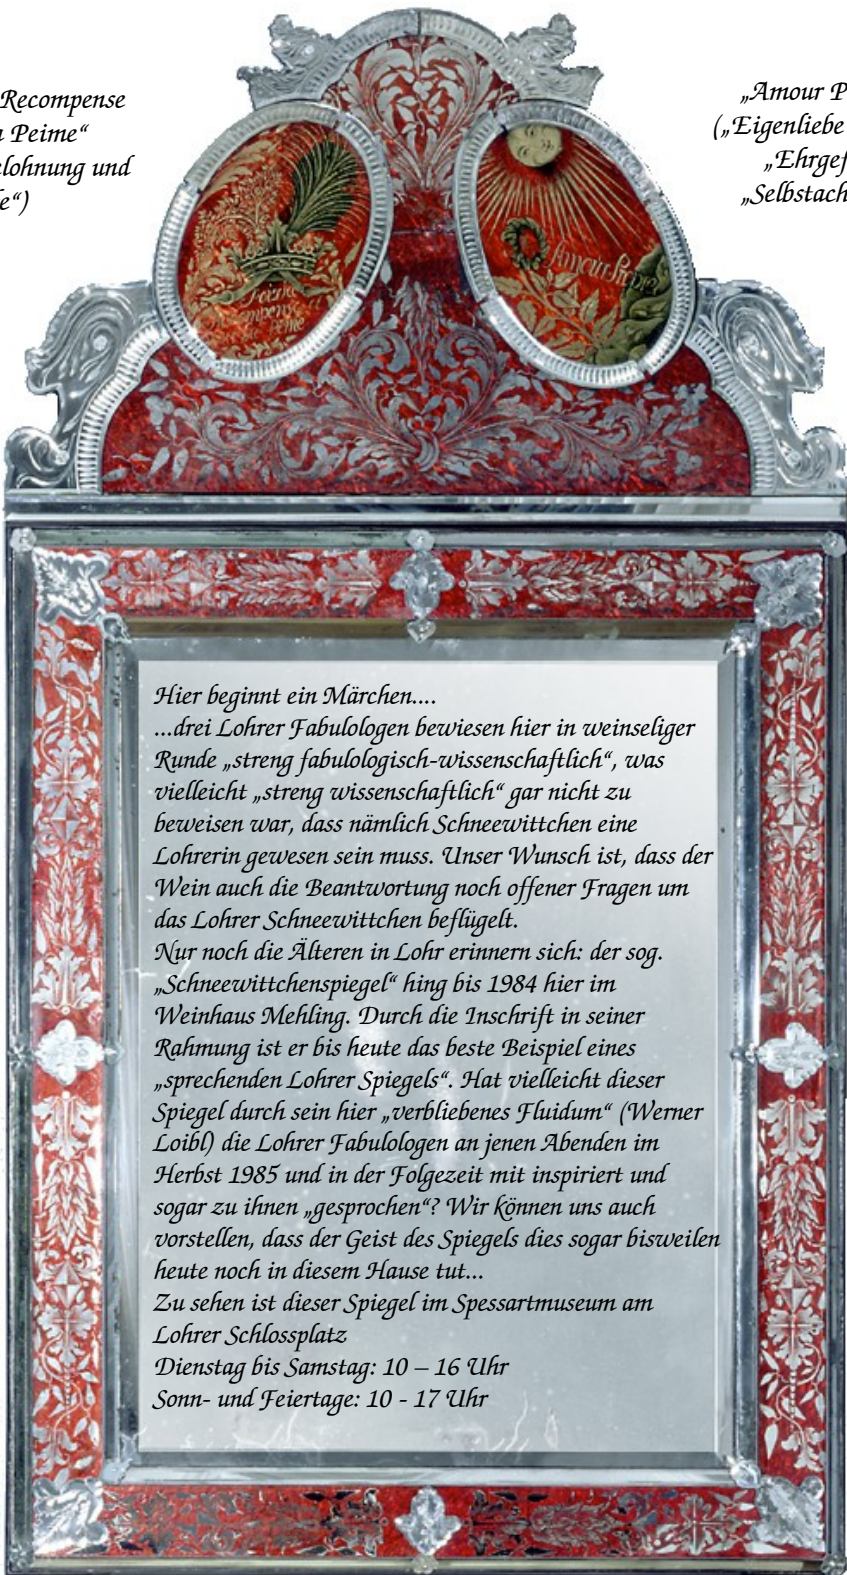 Recompense
Peime“
lohnung und
e“)
„Amour P
(„Eigenliebe
„Ehrgef
„Selbstach
Peine
Recompense
Peime
Amour Propre
Hier beginnt ein Märchen....
...drei Lohrer Fabulologen bewiesen hier in weinseliger
Runde „streng fabulologisch-wissenschaftlich“, was
vielleicht „streng wissenschaftlich“ gar nicht zu
beweisen war, dass nämlich Schneewittchen eine
Lohrerin gewesen sein muss. Unser Wunsch ist, dass der
Wein auch die Beantwortung noch offener Fragen um
das Lohrer Schneewittchen beflügelt.
Nur noch die Älteren in Lohr erinnern sich: der sog.
„Schneewittchenspiegel“ hing bis 1984 hier im
Weinhaus Mehling. Durch die Inschrift in seiner
Rahmung ist er bis heute das beste Beispiel eines
„sprechenden Lohrer Spiegels“. Hat vielleicht dieser
Spiegel durch sein hier „verbliebenes Fluidum“ (Werner
Loibl) die Lohrer Fabulologen an jenen Abenden im
Herbst 1985 und in der Folgezeit mit inspiriert und
sogar zu ihnen „gesprochen“? Wir können uns auch
vorstellen, dass der Geist des Spiegels dies sogar bisweilen
heute noch in diesem Hause tut...
Zu sehen ist dieser Spiegel im Spessartmuseum am
Lohrer Schlossplatz
Dienstag bis Samstag: 10 – 16 Uhr
Sonn- und Feiertage: 10 - 17 Uhr